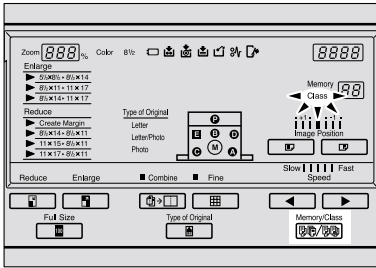 Zoom 888 % Color 8½
8888
Enlarge
5½×8½ • 8½×14
8½×11 • 11×17
8½×14 • 11×17
Memory 88
Class
Reduce
Create Margin
8½×14 • 8½×11
11×15 • 8½×11
11×17 • 8½×11
Type of Original
Letter
Letter/Photo
Photo
P
E B D
C M A
+1 -1
Image Position
Slow Fast
Speed
Reduce Enlarge Combine Fine
Full Size
100
Type of Original
Memory/Class